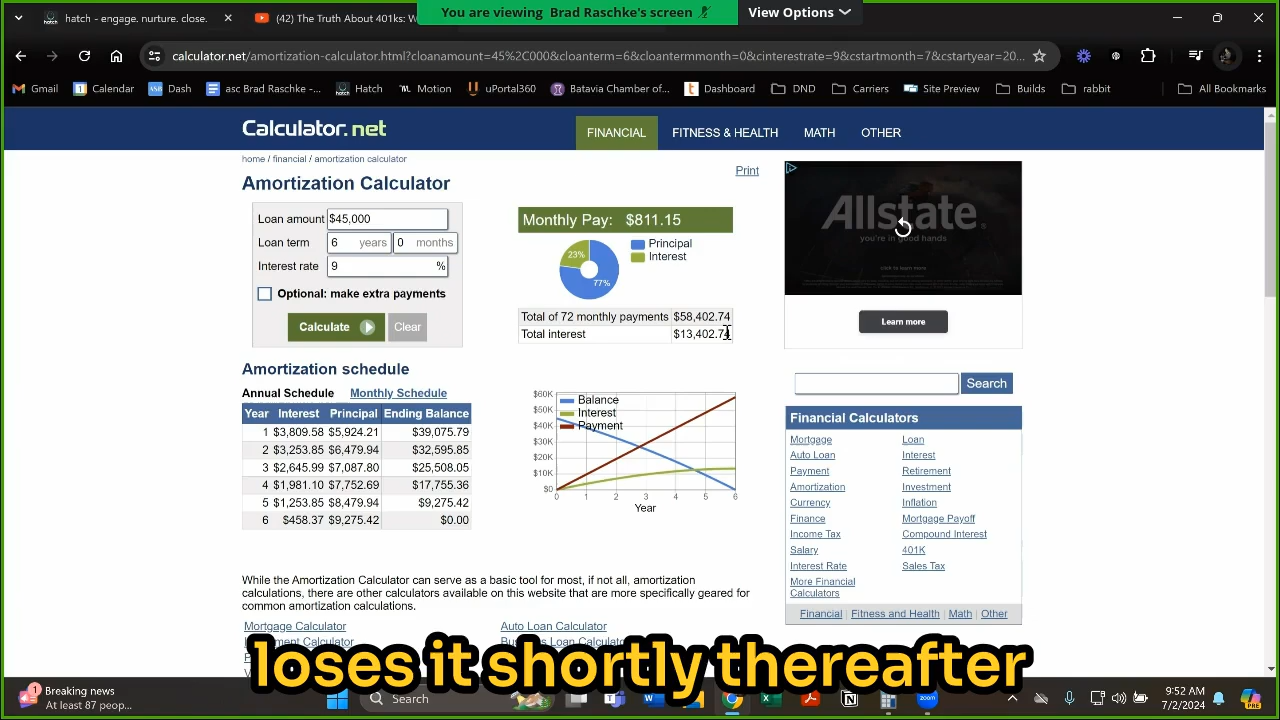 You are viewing Brad Raschke's screen
View Options
hatch - engage. nurture. close.
(42) The Truth About 401ks: W
calculator.net/amortization-calculator.html?cloanamount=45%2C000&cloanterm=6&cloantermmonth=0&cinterestrate=9&cstartmonth=7&cstartyear=20...
Gmail
Calendar
Dash
asc Brad Raschke -...
Hatch
Motion
uPortal360
Batavia Chamber of...
Dashboard
DND
Carriers
Site Preview
Builds
rabbit
All Bookmarks
Calculator.net
FINANCIAL
FITNESS & HEALTH
MATH
OTHER
home / financial / amortization calculator
Print
Amortization Calculator
Loan amount $45,000
Loan term 6 years 0 months
Interest rate 9 %
Optional: make extra payments
Calculate
Clear
Monthly Pay: $811.15
Principal
Interest
23%
77%
Total of 72 monthly payments $58,402.74
Total interest $13,402.74
Allstate
you're in good hands
Learn more
Amortization schedule
Annual Schedule Monthly Schedule
Year Interest Principal Ending Balance
1 $3,809.58 $5,924.21 $39,075.79
2 $3,253.85 $6,479.94 $32,595.85
3 $2,645.99 $7,087.80 $25,508.05
4 $1,981.10 $7,752.69 $17,755.36
5 $1,253.85 $8,479.94 $9,275.42
6 $458.37 $9,275.42 $0.00
$60K
$50K
$40K
$30K
$20K
$10K
$0
Balance
Interest
Payment
0 1 2 3 4 5 6
Year
Search
Financial Calculators
Mortgage Loan
Auto Loan Interest
Payment Retirement
Amortization Investment
Currency Inflation
Finance Mortgage Payoff
Income Tax Compound Interest
Salary 401K
Interest Rate Sales Tax
More Financial
Calculators
Financial | Fitness and Health | Math | Other
While the Amortization Calculator can serve as a basic tool for most, if not all, amortization
calculations, there are other calculators available on this website that are more specifically geared for
common amortization calculations.
Mortgage Calculator Auto Loan Calculator
loses it shortly thereafter
1
Breaking news
At least 87 peop...
Search
zoom
9:52 AM
7/2/2024